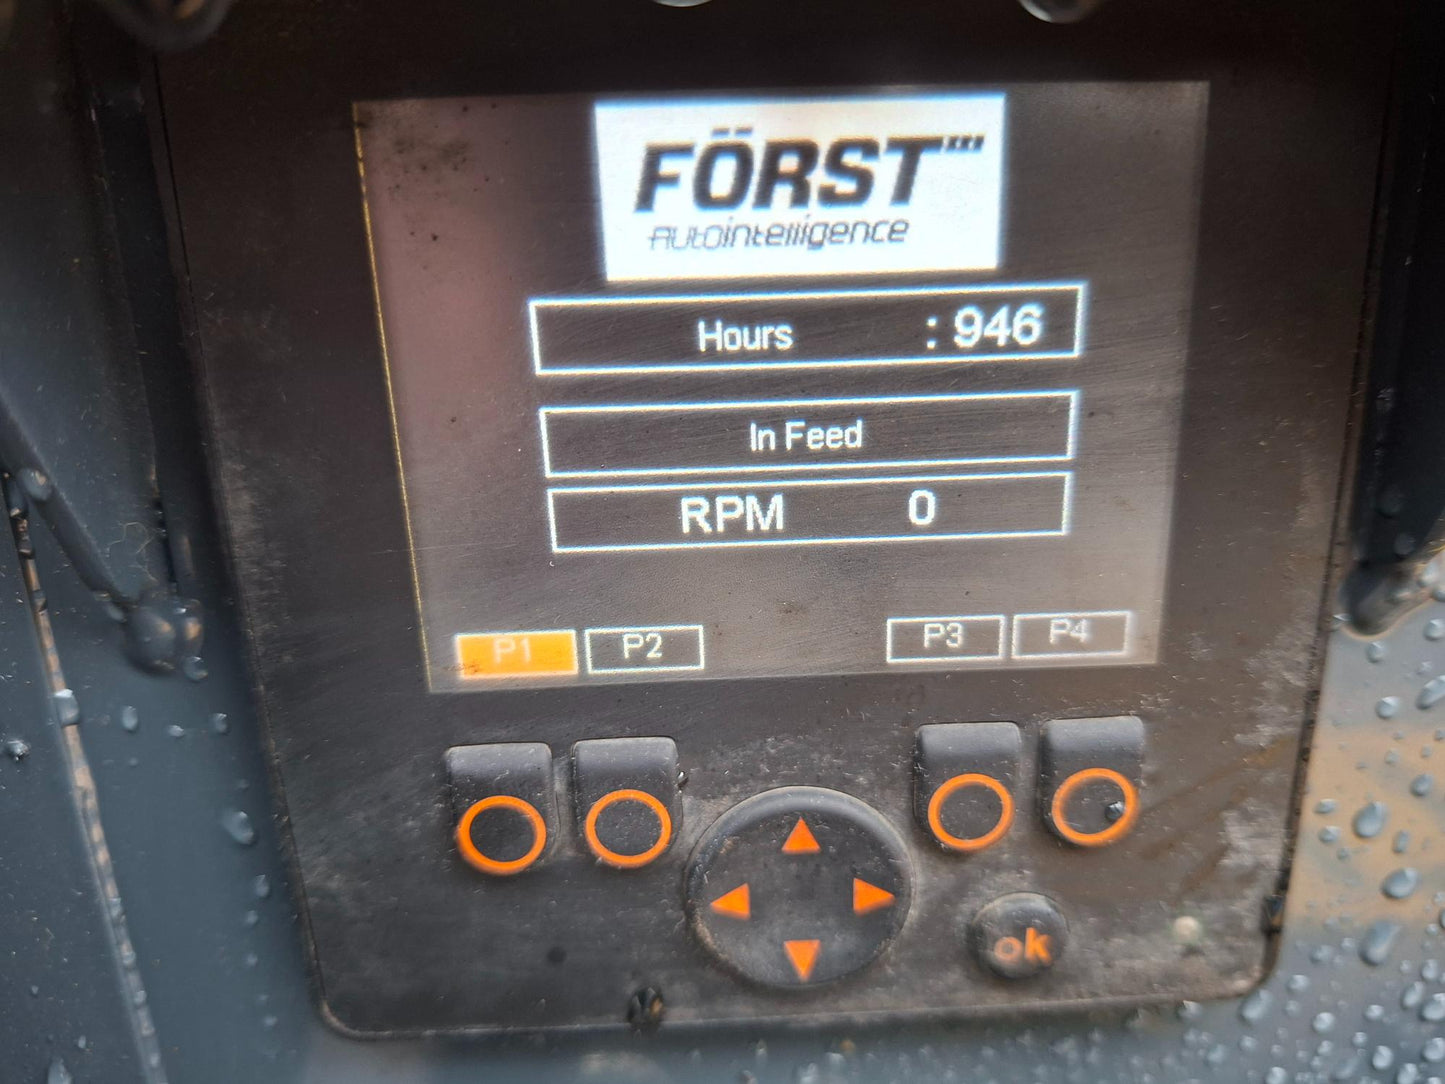 FÖRST
Autointelligence
Hours : 946
In Feed
RPM 0
P1 P2 P3 P4
ok